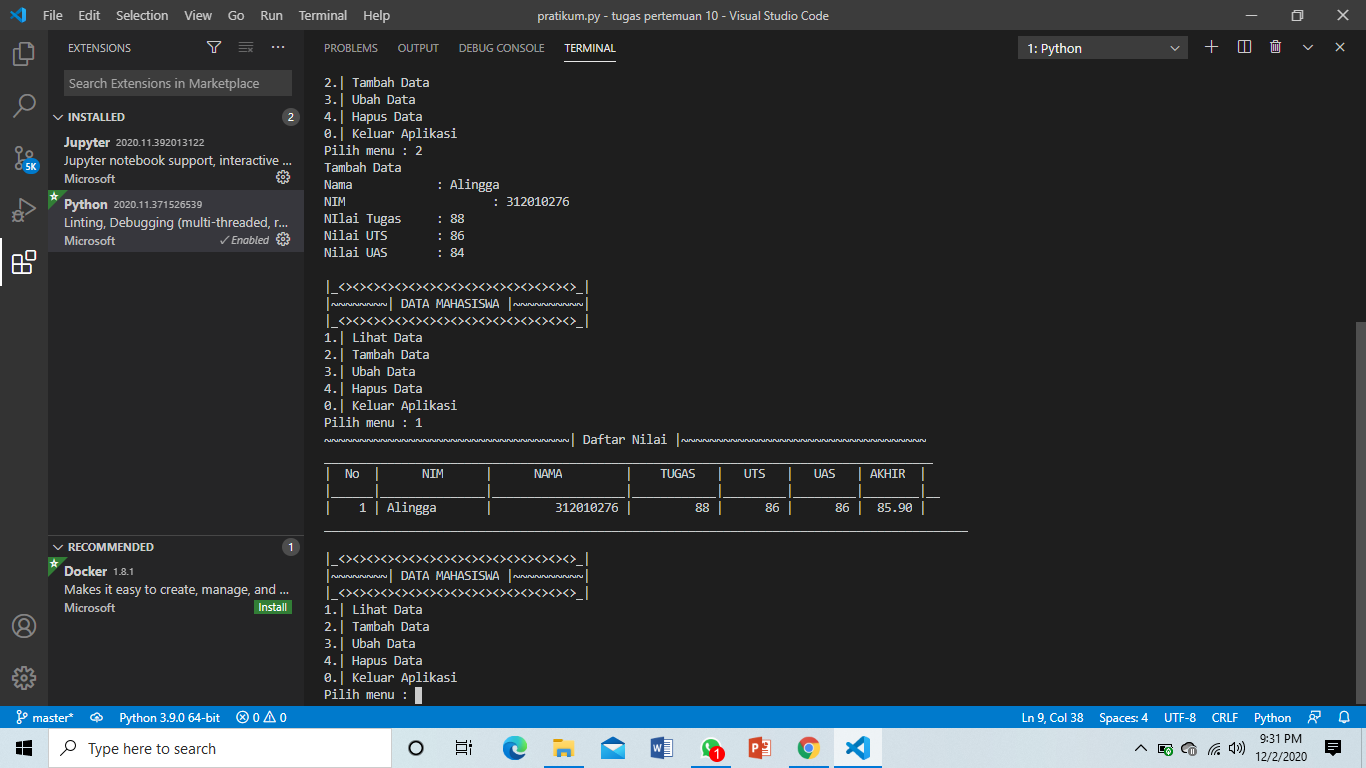 File Edit Selection View Go Run Terminal Help pratikum.py - tugas pertemuan 10 - Visual Studio Code
EXTENSIONS
Search Extensions in Marketplace
INSTALLED 2
Jupyter 2020.11.392013122
Jupyter notebook support, interactive ...
Microsoft
Python 2020.11.371526539
Linting, Debugging (multi-threaded, r...
Microsoft ✓Enabled
5K
RECOMMENDED 1
Docker 1.8.1
Makes it easy to create, manage, and ...
Microsoft Install
PROBLEMS OUTPUT DEBUG CONSOLE TERMINAL 1: Python
2.| Tambah Data
3.| Ubah Data
4.| Hapus Data
0.| Keluar Aplikasi
Pilih menu : 2
Tambah Data
Nama : Alingga
NIM : 312010276
NIlai Tugas : 88
Nilai UTS : 86
Nilai UAS : 84
|_<><><><><><><><><><><><><><><><><>_|
|~~~~~~~~| DATA MAHASISWA |~~~~~~~~~~|
|_<><><><><><><><><><><><><><><><><>_|
1.| Lihat Data
2.| Tambah Data
3.| Ubah Data
4.| Hapus Data
0.| Keluar Aplikasi
Pilih menu : 1
~~~~~~~~~~~~~~~~~~~~~~~~~~~~~~~~~~~| Daftar Nilai |~~~~~~~~~~~~~~~~~~~~~~~~~~~~~~~~~~~
| No | NIM | NAMA | TUGAS | UTS | UAS | AKHIR |
| 1 | Alingga | 312010276 | 88 | 86 | 86 | 85.90 |
|_<><><><><><><><><><><><><><><><><>_|
|~~~~~~~~| DATA MAHASISWA |~~~~~~~~~~|
|_<><><><><><><><><><><><><><><><><>_|
1.| Lihat Data
2.| Tambah Data
3.| Ubah Data
4.| Hapus Data
0.| Keluar Aplikasi
Pilih menu :
master* Python 3.9.0 64-bit 0 0 Ln 9, Col 38 Spaces: 4 UTF-8 CRLF Python
Type here to search 1 9:31 PM
12/2/2020